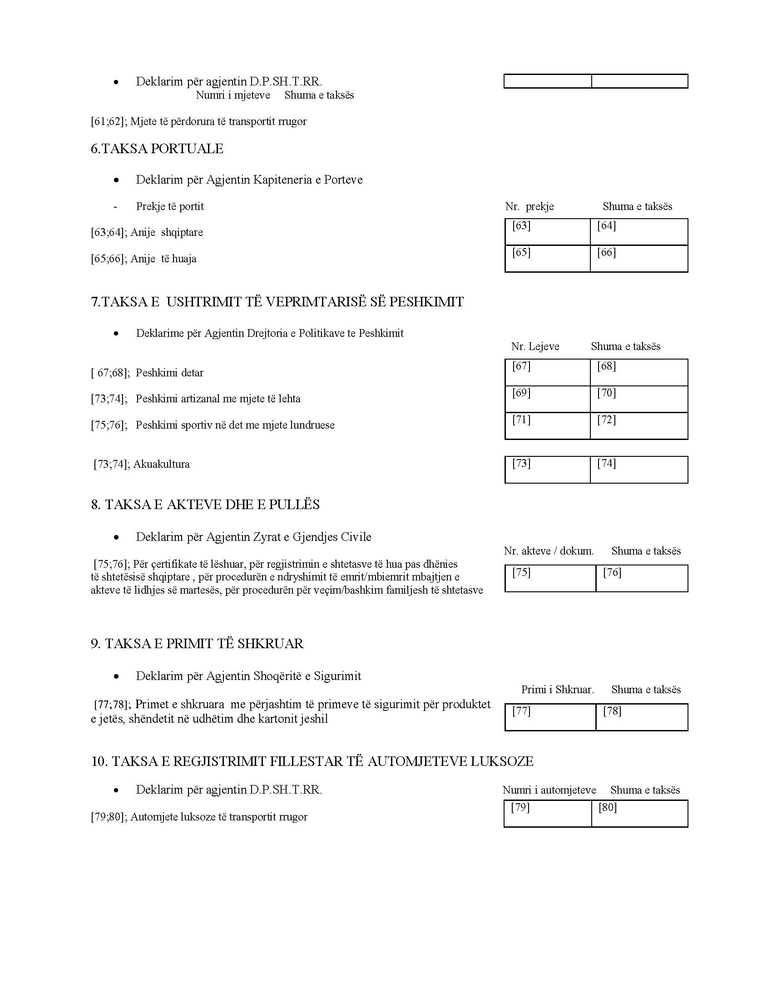 • Deklarim për agjentin D.P.SH.T.RR.
Numri i mjeteve Shuma e taksës
[61;62]; Mjete të përdorura të transportit rrugor
6.TAKSA PORTUALE
• Deklarim për Agjentin Kapiteneria e Porteve
- Prekje të portit Nr. prekje Shuma e taksës
[63] [64]
[63;64]; Anije shqiptare
[65] [66]
[65;66]; Anije të huaja
7.TAKSA E USHTRIMIT TË VEPRIMTARISË SË PESHKIMIT
• Deklarime për Agjentin Drejtoria e Politikave te Peshkimit
Nr. Lejeve Shuma e taksës
[67] [68]
[ 67;68]; Peshkimi detar
[69] [70]
[73;74]; Peshkimi artizanal me mjete të lehta
[71] [72]
[75;76]; Peshkimi sportiv në det me mjete lundruese
[73;74]; Akuakultura [73] [74]
8. TAKSA E AKTEVE DHE E PULLËS
• Deklarim për Agjentin Zyrat e Gjendjes Civile
Nr. akteve / dokum. Shuma e taksës
[75;76]; Për çertifikate të lëshuar, për regjistrimin e shtetasve të hua pas dhënies
të shtetësisë shqiptare , për procedurën e ndryshimit të emrit/mbiemrit mbajtjen e [75] [76]
akteve të lidhjes së martesës, për procedurën për veçim/bashkim familjesh të shtetasve
9. TAKSA E PRIMIT TË SHKRUAR
• Deklarim për Agjentin Shoqëritë e Sigurimit
Primi i Shkruar. Shuma e taksës
[77;78]; Primet e shkruara me përjashtim të primeve të sigurimit për produktet [77] [78]
e jetës, shëndetit në udhëtim dhe kartonit jeshil
10. TAKSA E REGJISTRIMIT FILLESTAR TË AUTOMJETEVE LUKSOZE
• Deklarim për agjentin D.P.SH.T.RR. Numri i automjeteve Shuma e taksës
[79] [80]
[79;80]; Automjete luksoze të transportit rrugor